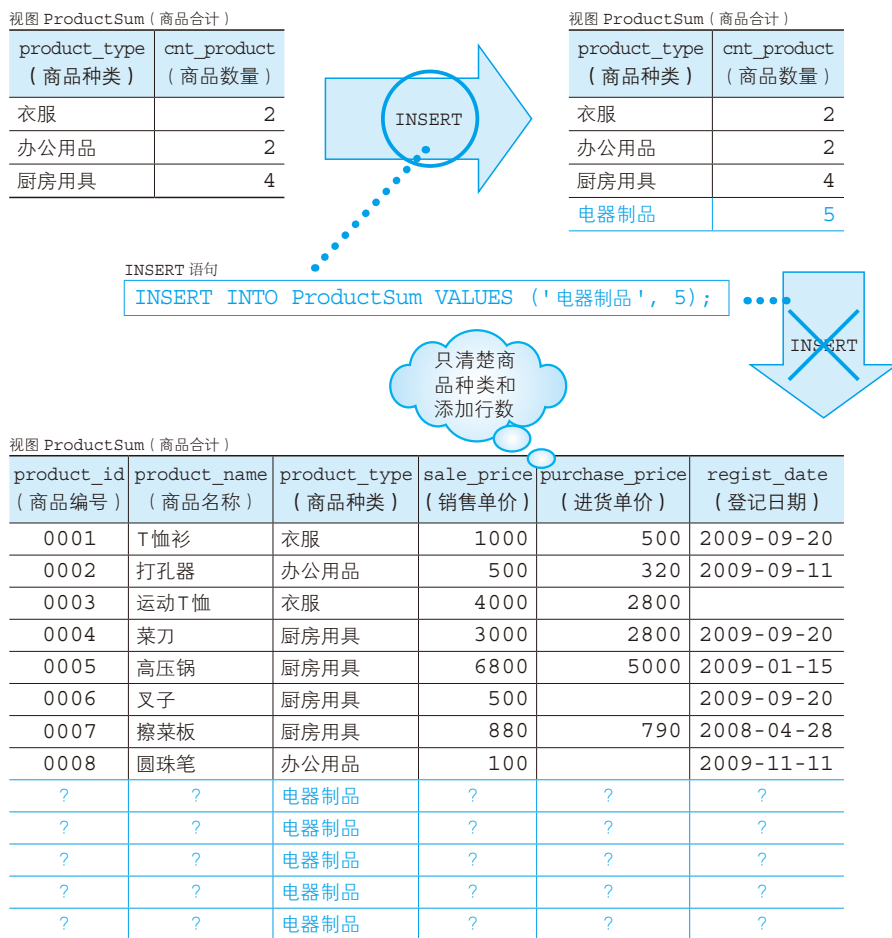 视图 ProductSum（商品合计）
product_type cnt_product
（商品种类） （商品数量）
衣服 2
办公用品 2
厨房用具 4
INSERT
视图 ProductSum（商品合计）
product_type cnt_product
（商品种类） （商品数量）
衣服 2
办公用品 2
厨房用具 4
电器制品 5
INSERT 语句
INSERT INTO ProductSum VALUES ('电器制品', 5);
INSERT
只清楚商
品种类和
添加行数
视图 ProductSum（商品合计）
product_id product_name product_type sale_price purchase_price regist_date
（商品编号） （商品名称） （商品种类） （销售单价） （进货单价） （登记日期）
0001 T恤衫 衣服 1000 500 2009-09-20
0002 打孔器 办公用品 500 320 2009-09-11
0003 运动T恤 衣服 4000 2800
0004 菜刀 厨房用具 3000 2800 2009-09-20
0005 高压锅 厨房用具 6800 5000 2009-01-15
0006 叉子 厨房用具 500 2009-09-20
0007 擦菜板 厨房用具 880 790 2008-04-28
0008 圆珠笔 办公用品 100 2009-11-11
? ? 电器制品 ? ? ?
? ? 电器制品 ? ? ?
? ? 电器制品 ? ? ?
? ? 电器制品 ? ? ?
? ? 电器制品 ? ? ?